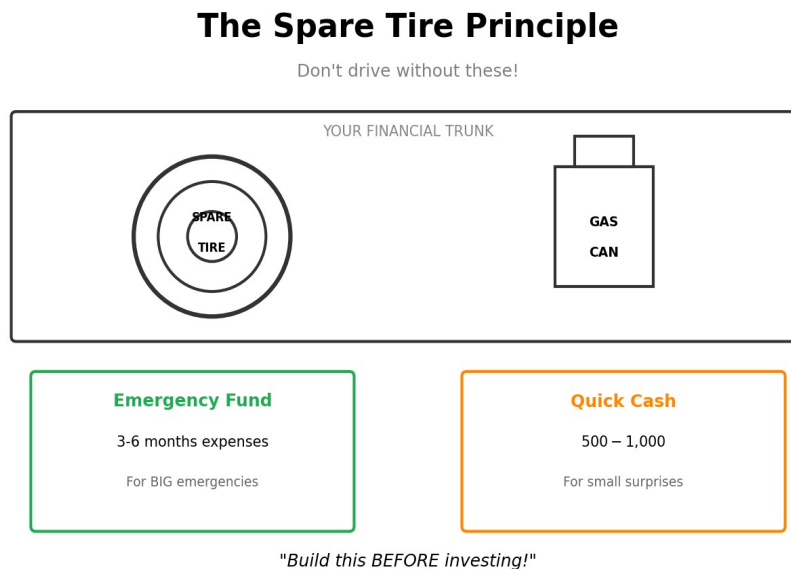 The Spare Tire Principle
Don't drive without these!
YOUR FINANCIAL TRUNK
SPARE
TIRE
GAS
CAN
Emergency Fund
3-6 months expenses
For BIG emergencies
Quick Cash
500 – 1,000
For small surprises
"Build this BEFORE investing!"